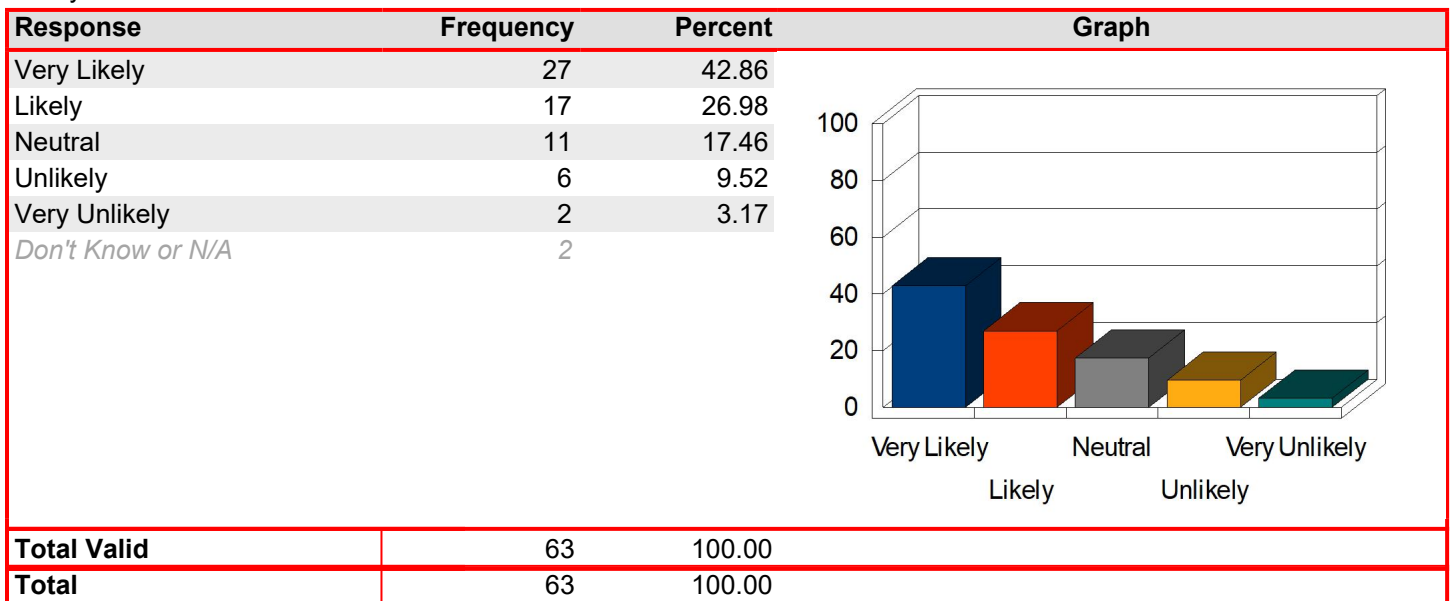 Response Frequency Percent Graph
Very Likely 27 42.86
Likely 17 26.98
Neutral 11 17.46
Unlikely 6 9.52
Very Unlikely 2 3.17
Don't Know or N/A 2
100
80
60
40
20
0
Very Likely Neutral Very Unlikely
Likely Unlikely
Total Valid 63 100.00
Total 63 100.00